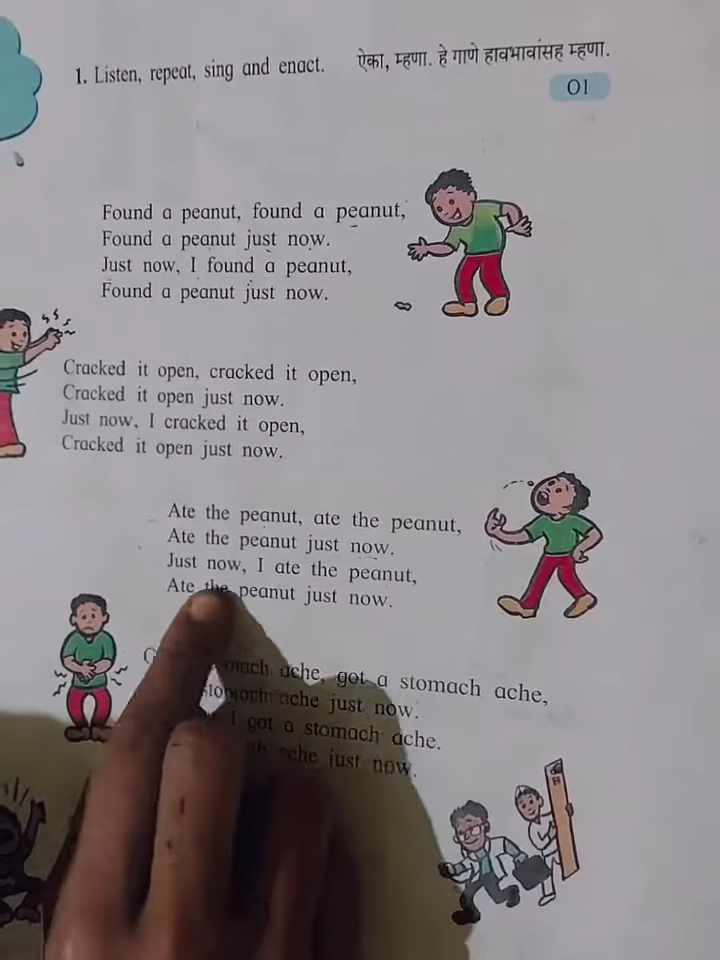 1. Listen, repeat, sing and enact. ऐका, म्हणा. हे गाणे हावभावांसह म्हणा.
OI
Found a peanut, found a peanut,
Found a peanut just now.
Just now, I found a peanut,
Found a peanut just now.
Cracked it open, cracked it open,
Cracked it open just now.
Just now, I cracked it open,
Cracked it open just now.
Ate the peanut, ate the peanut,
Ate the peanut just now.
Just now, I ate the peanut,
Ate the peanut just now.
ache, got a stomach ache,
stomach ache just now.
I got a stomach ache.
ache just now.